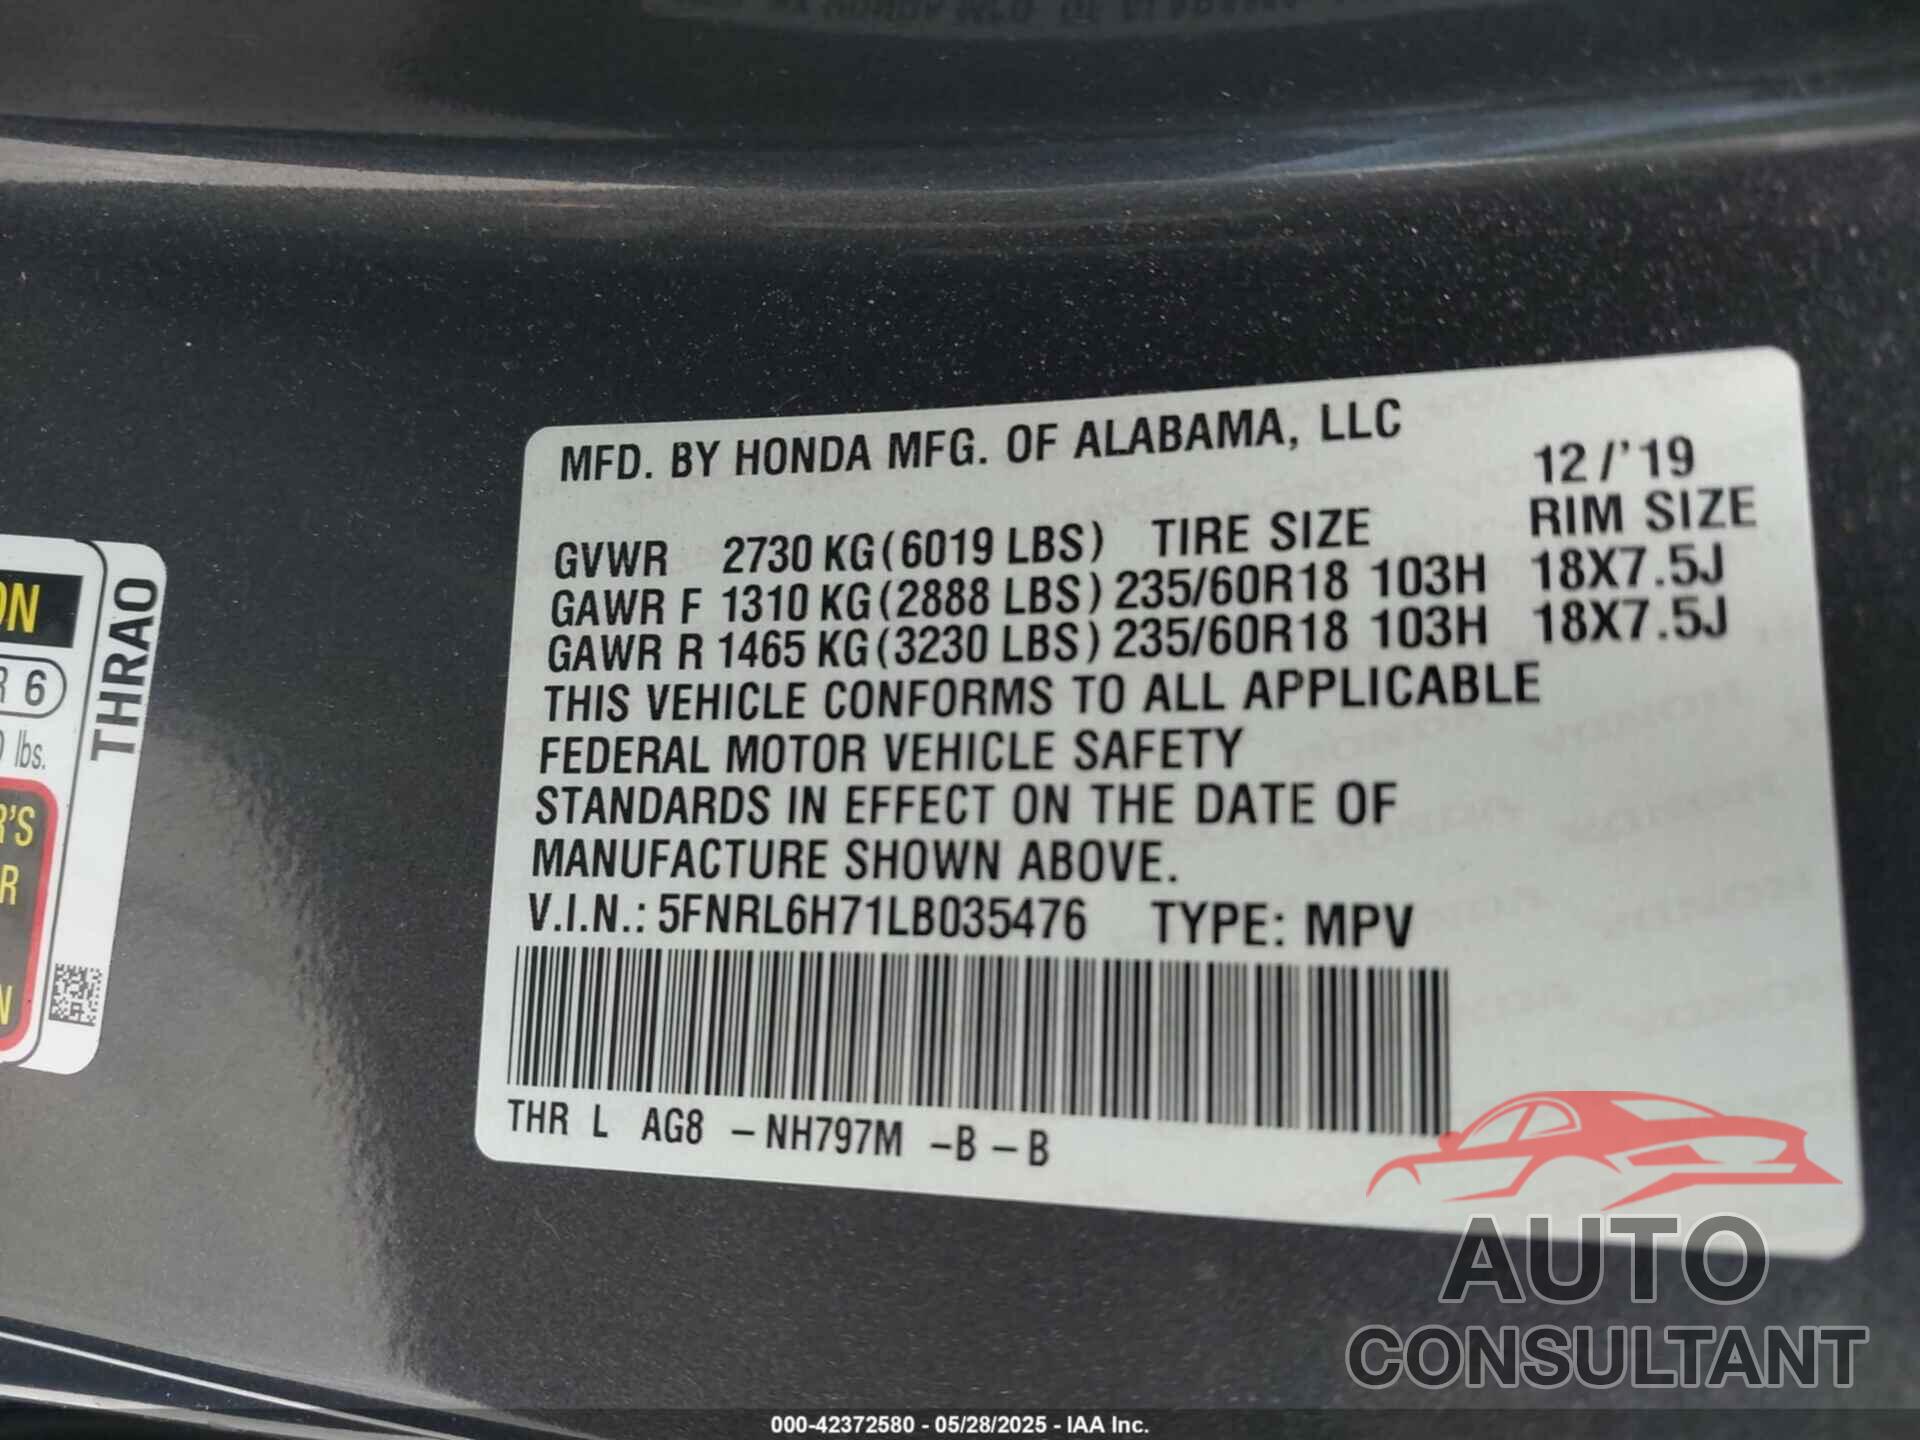 MFD. BY HONDA MFG. OF ALABAMA, LLC 12/'19
GVWR 2730 KG(6019 LBS) TIRE SIZE RIM SIZE
GAWR F 1310 KG(2888 LBS) 235/60R18 103H 18X7.5J
GAWR R 1465 KG(3230 LBS) 235/60R18 103H 18X7.5J
THIS VEHICLE CONFORMS TO ALL APPLICABLE
FEDERAL MOTOR VEHICLE SAFETY
STANDARDS IN EFFECT ON THE DATE OF
MANUFACTURE SHOWN ABOVE.
V.I.N.: 5FNRL6H71LB035476 TYPE: MPV
THR L AG8 -NH797M -B-B
THRAO
6
lbs.
AUTO
CONSULTANT
000-42372580 - 05/28/2025 - IAA Inc.